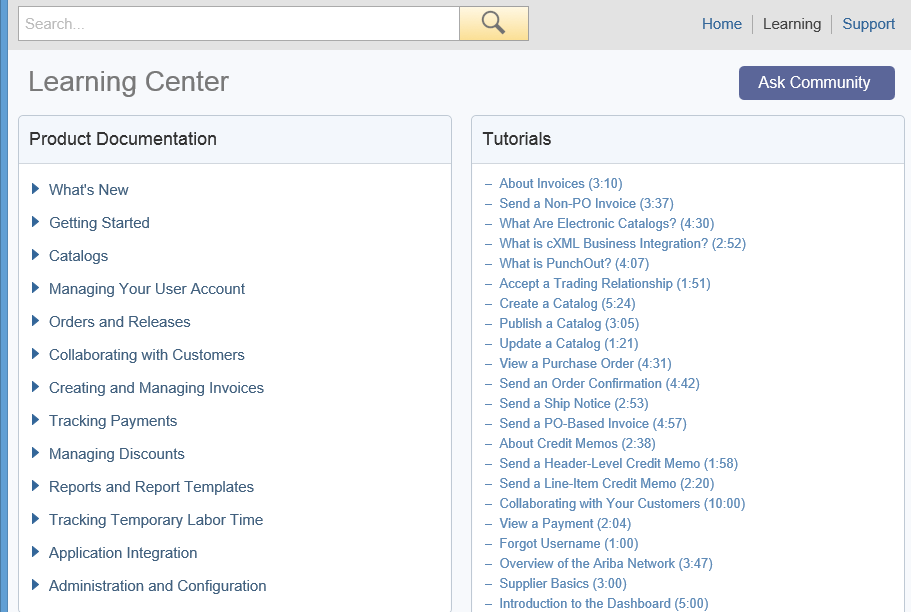 Search...
Home
Learning
Support
Learning Center
Ask Community
Product Documentation
What's New
Getting Started
Catalogs
Managing Your User Account
Orders and Releases
Collaborating with Customers
Creating and Managing Invoices
Tracking Payments
Managing Discounts
Reports and Report Templates
Tracking Temporary Labor Time
Application Integration
Administration and Configuration
Tutorials
– About Invoices (3:10)
– Send a Non-PO Invoice (3:37)
– What Are Electronic Catalogs? (4:30)
– What is cXML Business Integration? (2:52)
– What is PunchOut? (4:07)
– Accept a Trading Relationship (1:51)
– Create a Catalog (5:24)
– Publish a Catalog (3:05)
– Update a Catalog (1:21)
– View a Purchase Order (4:31)
– Send an Order Confirmation (4:42)
– Send a Ship Notice (2:53)
– Send a PO-Based Invoice (4:57)
– About Credit Memos (2:38)
– Send a Header-Level Credit Memo (1:58)
– Send a Line-Item Credit Memo (2:20)
– Collaborating with Your Customers (10:00)
– View a Payment (2:04)
– Forgot Username (1:00)
– Overview of the Ariba Network (3:47)
– Supplier Basics (3:00)
– Introduction to the Dashboard (5:00)